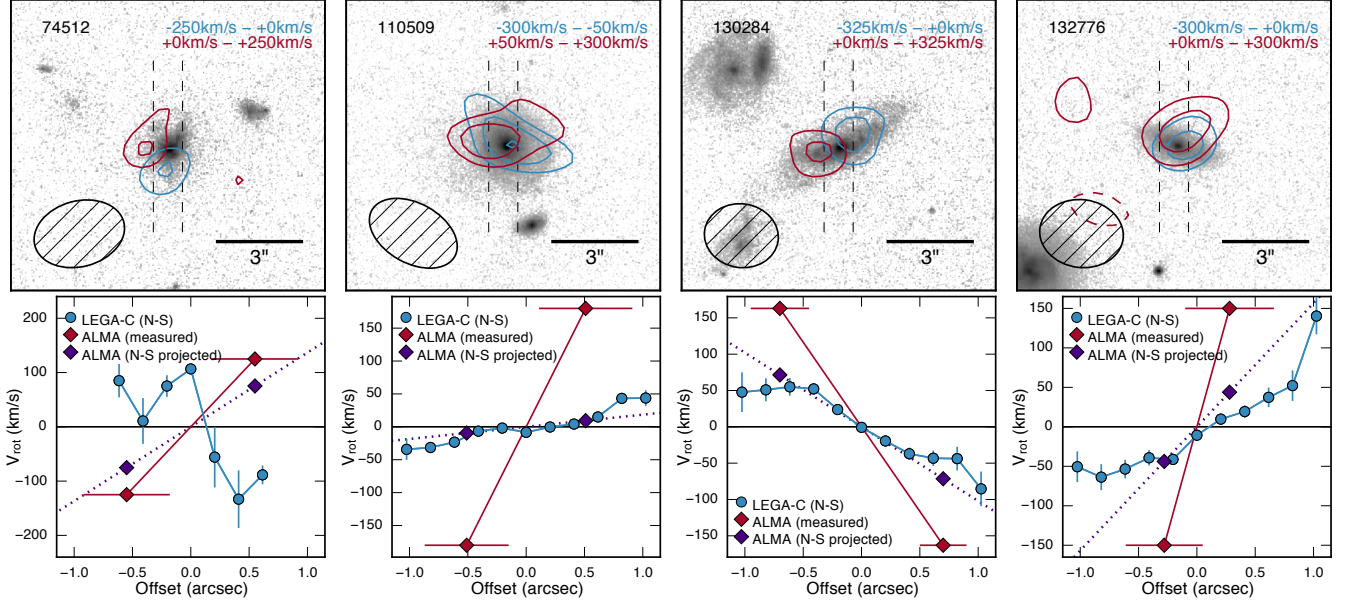 74512
-250km/s – +0km/s
+0km/s – +250km/s
3"
110509
-300km/s – -50km/s
+50km/s – +300km/s
3"
130284
-325km/s – +0km/s
+0km/s – +325km/s
3"
132776
-300km/s – +0km/s
+0km/s – +300km/s
3"
LEGA-C (N-S)
ALMA (measured)
ALMA (N-S projected)
200
100
0
−100
−200
V_rot (km/s)
−1.0 −0.5 0.0 0.5 1.0
Offset (arcsec)
LEGA-C (N-S)
ALMA (measured)
ALMA (N-S projected)
150
100
50
0
−50
−100
−150
V_rot (km/s)
−1.0 −0.5 0.0 0.5 1.0
Offset (arcsec)
150
100
50
0
−50
−100
−150
V_rot (km/s)
LEGA-C (N-S)
ALMA (measured)
ALMA (N-S projected)
−1.0 −0.5 0.0 0.5 1.0
Offset (arcsec)
LEGA-C (N-S)
ALMA (measured)
ALMA (N-S projected)
150
100
50
0
−50
−100
−150
V_rot (km/s)
−1.0 −0.5 0.0 0.5 1.0
Offset (arcsec)